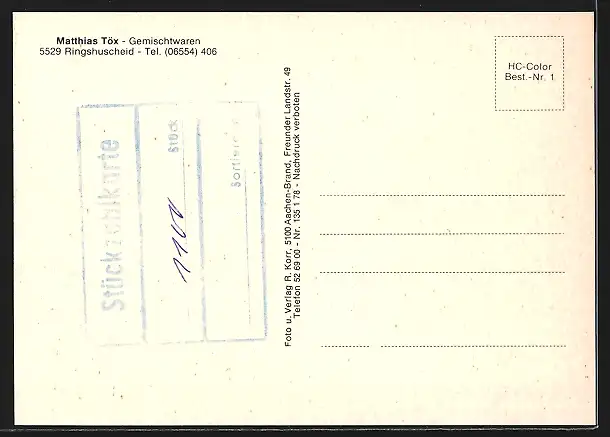 Matthias Töx - Gemischtwaren
5529 Ringshuscheid - Tel. (06554) 406
HC-Color
Best.-Nr. 1
Stückzahlkarte
1100
Stück
Foto u. Verlag R. Korr, 5100 Aachen-Brand, Freunder Landstr. 49
Telefon 52 69 00 - Nr. 135 1 78 - Nachdruck verboten